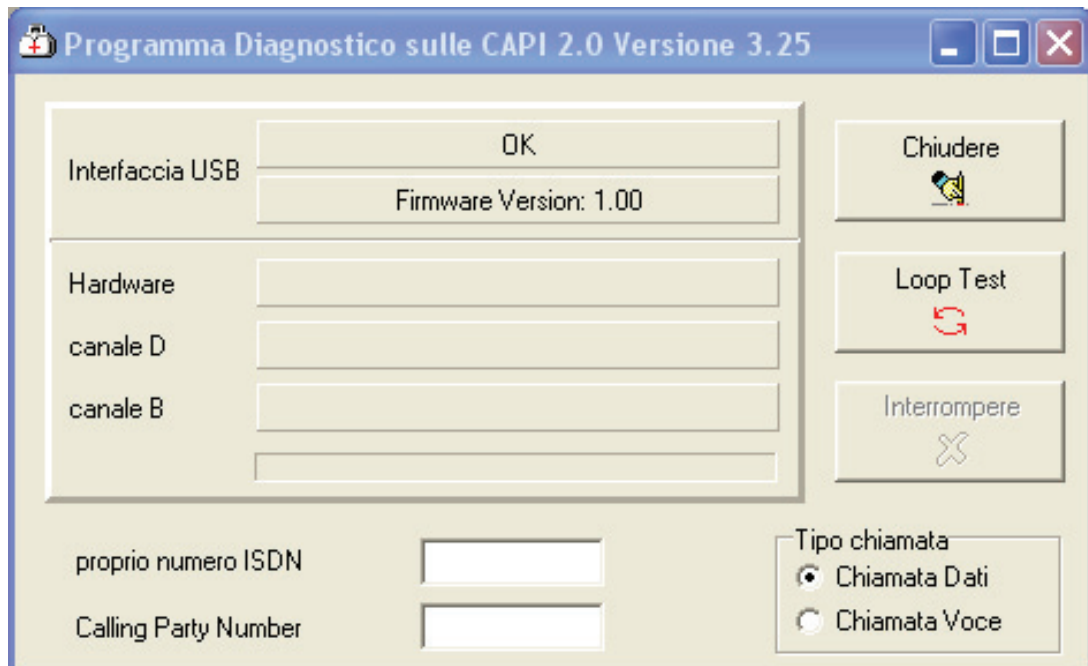 Programma Diagnostico sulle CAPI 2.0 Versione 3.25
Interfaccia USB
OK
Firmware Version: 1.00
Hardware
canale D
canale B
Chiudere
Loop Test
Interrompere
proprio numero ISDN
Calling Party Number
Tipo chiamata
Chiamata Dati
Chiamata Voce